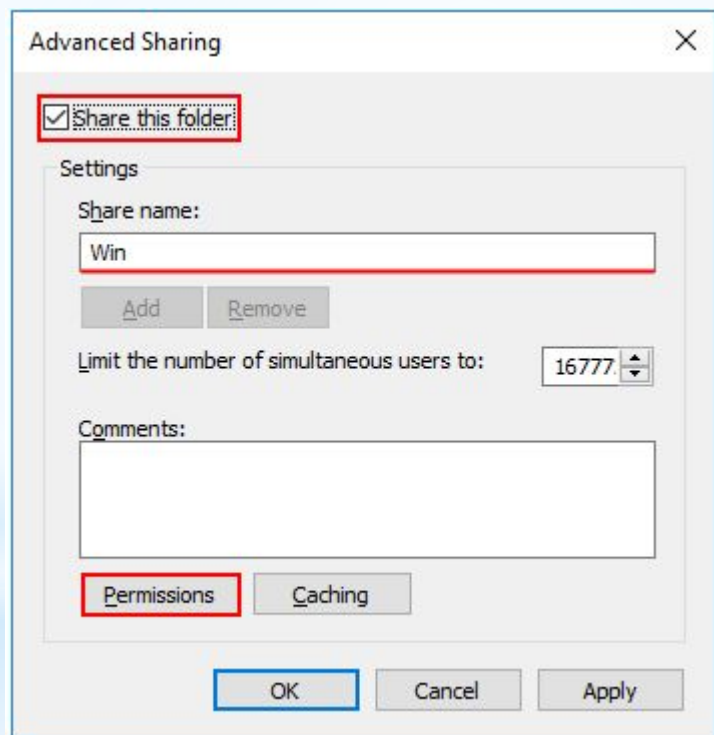 Advanced Sharing
Share this folder
Settings
Share name:
Win
Add Remove
Limit the number of simultaneous users to: 16777
Comments:
Permissions Caching
OK Cancel Apply